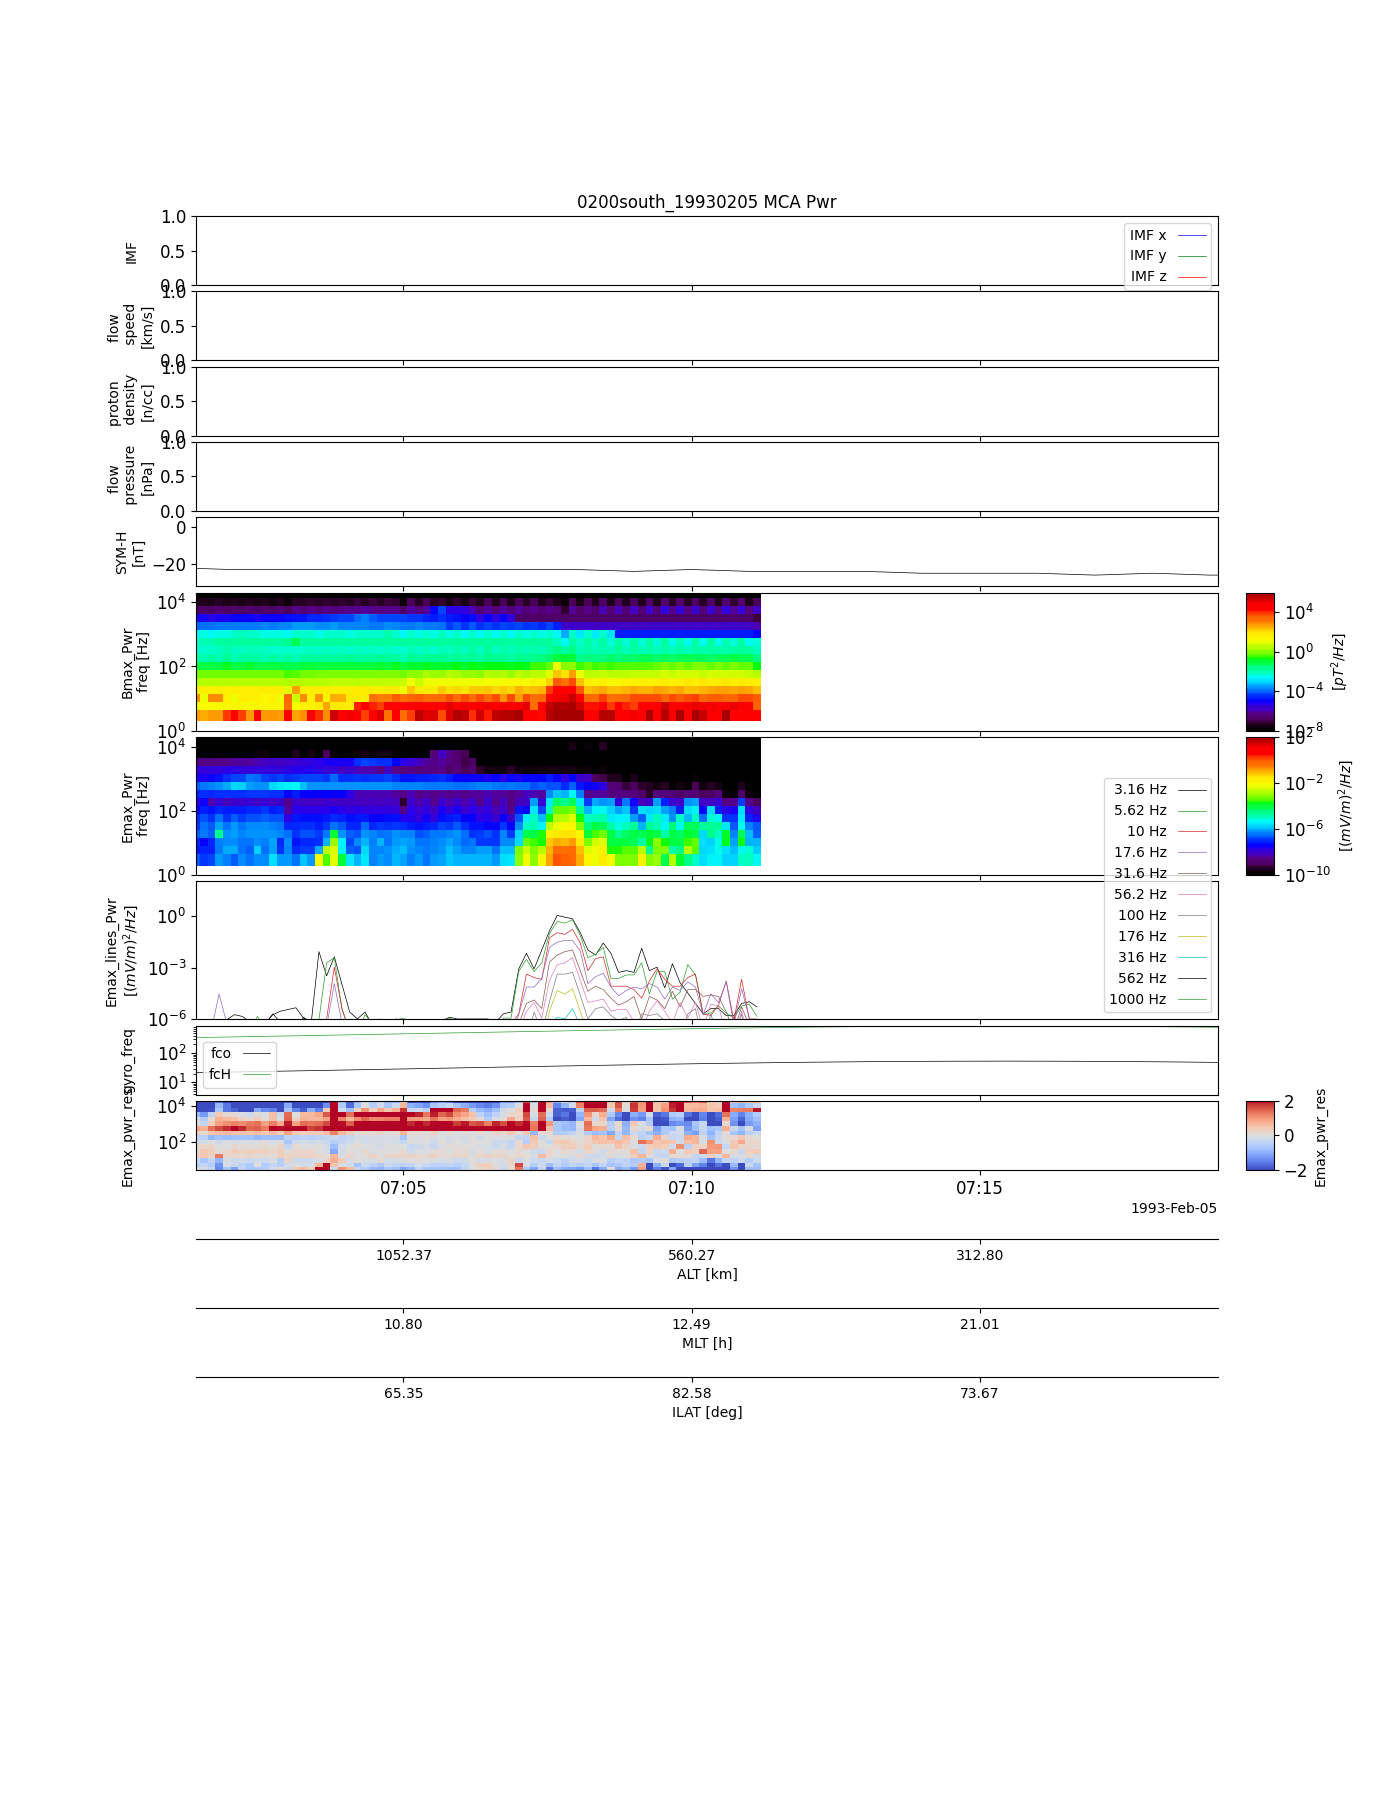 0200south_19930205 MCA Pwr
1.0
0.5
0.0
IMF
IMF x
IMF y
IMF z
1.0
0.5
0.0
flow
speed
[km/s]
1.0
0.5
0.0
proton
density
[n/cc]
1.0
0.5
0.0
flow
pressure
[nPa]
0
−20
SYM-H
[nT]
10^4
10^2
10^0
Bmax_Pwr
freq [Hz]
10^4
10^0
10^−4
10^−8
[pT^2/Hz]
10^4
10^2
10^0
Emax_Pwr
freq [Hz]
10^2
10^−2
10^−6
10^−10
[(mV/m)^2/Hz]
3.16 Hz
5.62 Hz
10 Hz
17.6 Hz
31.6 Hz
56.2 Hz
100 Hz
176 Hz
316 Hz
562 Hz
1000 Hz
10^0
10^−3
10^−6
Emax_lines_Pwr
[(mV/m)^2/Hz]
10^2
10^1
gyro_freq
fco
fcH
10^4
10^2
Emax_pwr_res
2
0
−2
Emax_pwr_res
07:05 07:10 07:15
1993-Feb-05
1052.37 560.27 312.80
ALT [km]
10.80 12.49 21.01
MLT [h]
65.35 82.58 73.67
ILAT [deg]